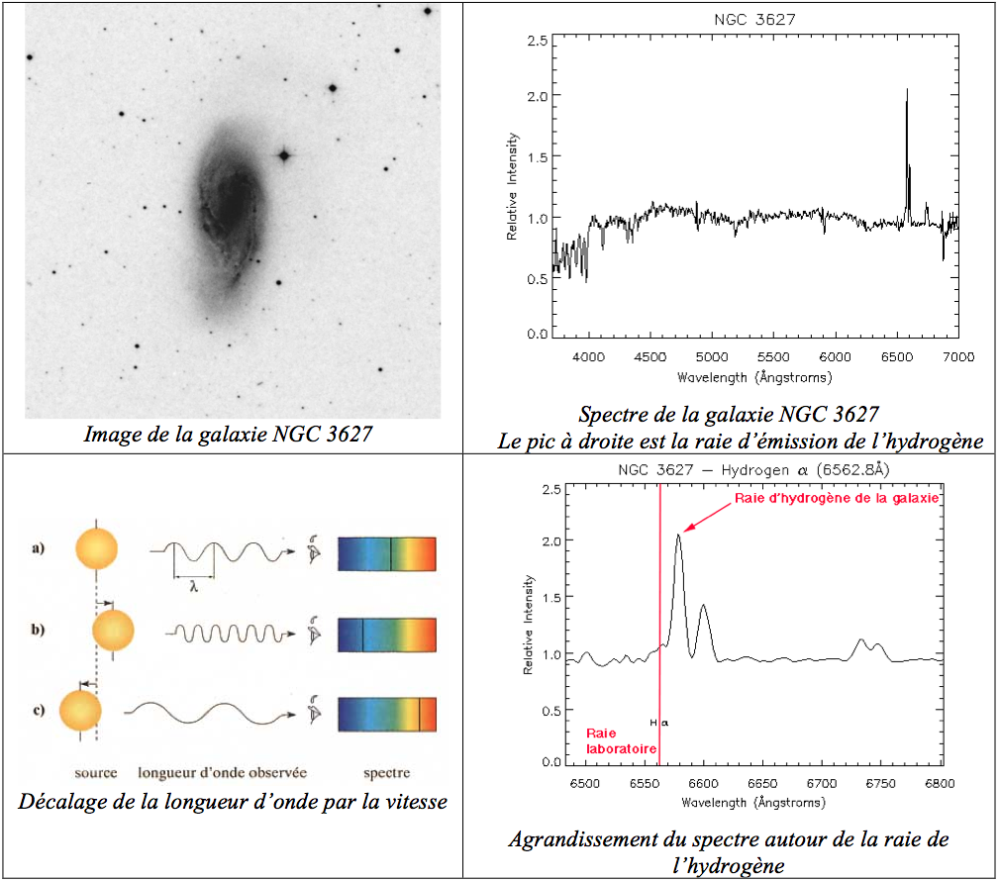 Image de la galaxie NGC 3627
NGC 3627
2.5
2.0
1.5
1.0
0.5
0.0
Relative Intensity
4000 4500 5000 5500 6000 6500 7000
Wavelength (Ångstroms)
Spectre de la galaxie NGC 3627
Le pic à droite est la raie d’émission de l’hydrogène
a)
λ
b)
c)
source longueur d'onde observée spectre
Décalage de la longueur d’onde par la vitesse
NGC 3627 – Hydrogen α (6562.8Å)
2.5
2.0
1.5
1.0
0.5
0.0
Relative Intensity
Raie d'hydrogène de la galaxie
H α
Raie
laboratoire
6500 6550 6600 6650 6700 6750 6800
Wavelength (Ångstroms)
Agrandissement du spectre autour de la raie de
l’hydrogène